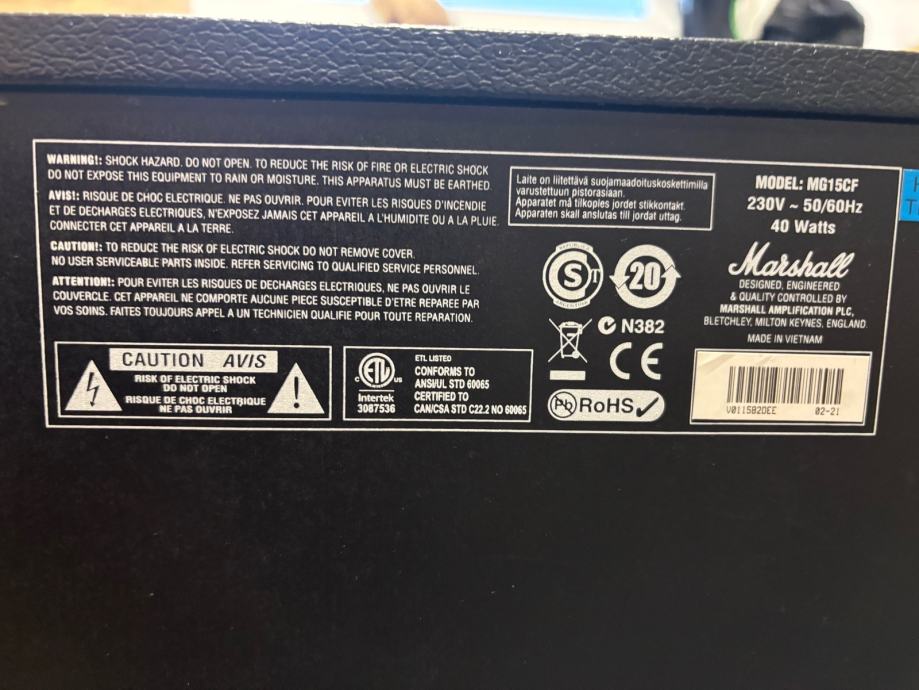 WARNING!: SHOCK HAZARD. DO NOT OPEN. TO REDUCE THE RISK OF FIRE OR ELECTRIC SHOCK
DO NOT EXPOSE THIS EQUIPMENT TO RAIN OR MOISTURE. THIS APPARATUS MUST BE EARTHED.
AVIS!: RISQUE DE CHOC ELECTRIQUE. NE PAS OUVRIR. POUR EVITER LES RISQUES D'INCENDIE
ET DE DECHARGES ELECTRIQUES, N'EXPOSEZ JAMAIS CET APPAREIL A L'HUMIDITE OU A LA PLUIE.
CONNECTER CET APPAREIL A LA TERRE.
CAUTION!: TO REDUCE THE RISK OF ELECTRIC SHOCK DO NOT REMOVE COVER.
NO USER SERVICEABLE PARTS INSIDE. REFER SERVICING TO QUALIFIED SERVICE PERSONNEL.
ATTENTION!: POUR EVITER LES RISQUES DE DECHARGES ELECTRIQUES, NE PAS OUVRIR LE
COUVERCLE. CET APPAREIL NE COMPORTE AUCUNE PIECE SUSCEPTIBLE D'ETRE REPAREE PAR
VOS SOINS. FAITES TOUJOURS APPEL A UN TECHNICIEN QUALIFIE POUR TOUTE REPARATION.
CAUTION AVIS
RISK OF ELECTRIC SHOCK
DO NOT OPEN
RISQUE DE CHOC ELECTRIQUE
NE PAS OUVRIR
C ETL US
Intertek
3087536
ETL LISTED
CONFORMS TO
ANSI/UL STD 60065
CERTIFIED TO
CAN/CSA STD C22.2 NO 60065
Laite on liitettävä suojamaadoituskoskettimilla
varustettuun pistorasiaan.
Apparatet må tilkoples jordet stikkontakt.
Apparaten skall anslutas till jordat uttag.
S T
20
N382
CE
Pb RoHS
MODEL: MG15CF
230V ~ 50/60Hz
40 Watts
Marshall
DESIGNED, ENGINEERED
& QUALITY CONTROLLED BY
MARSHALL AMPLIFICATION PLC,
BLETCHLEY, MILTON KEYNES, ENGLAND.
MADE IN VIETNAM
V011582DEE 02-21